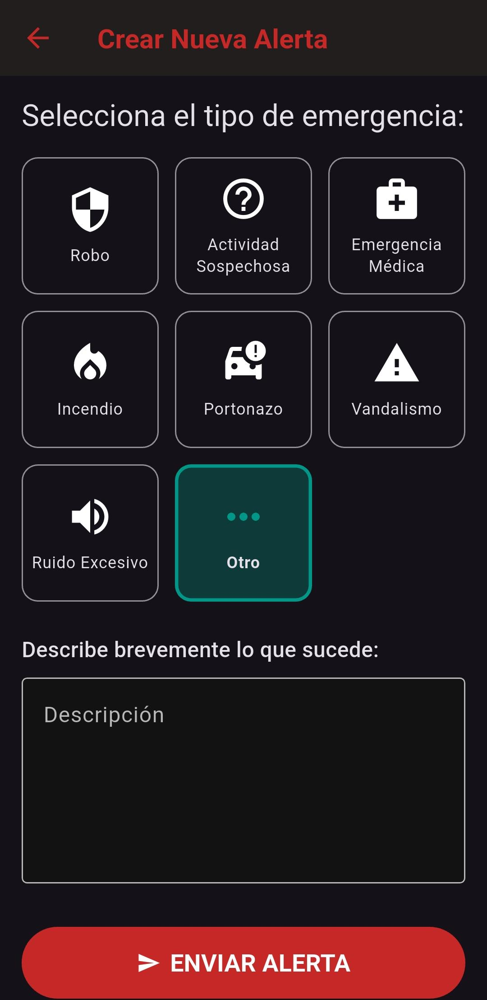 Crear Nueva Alerta
Selecciona el tipo de emergencia:
Robo
Actividad
Sospechosa
Emergencia
Médica
Incendio
Portonazo
Vandalismo
Ruido Excesivo
Otro
Describe brevemente lo que sucede:
Descripción
ENVIAR ALERTA